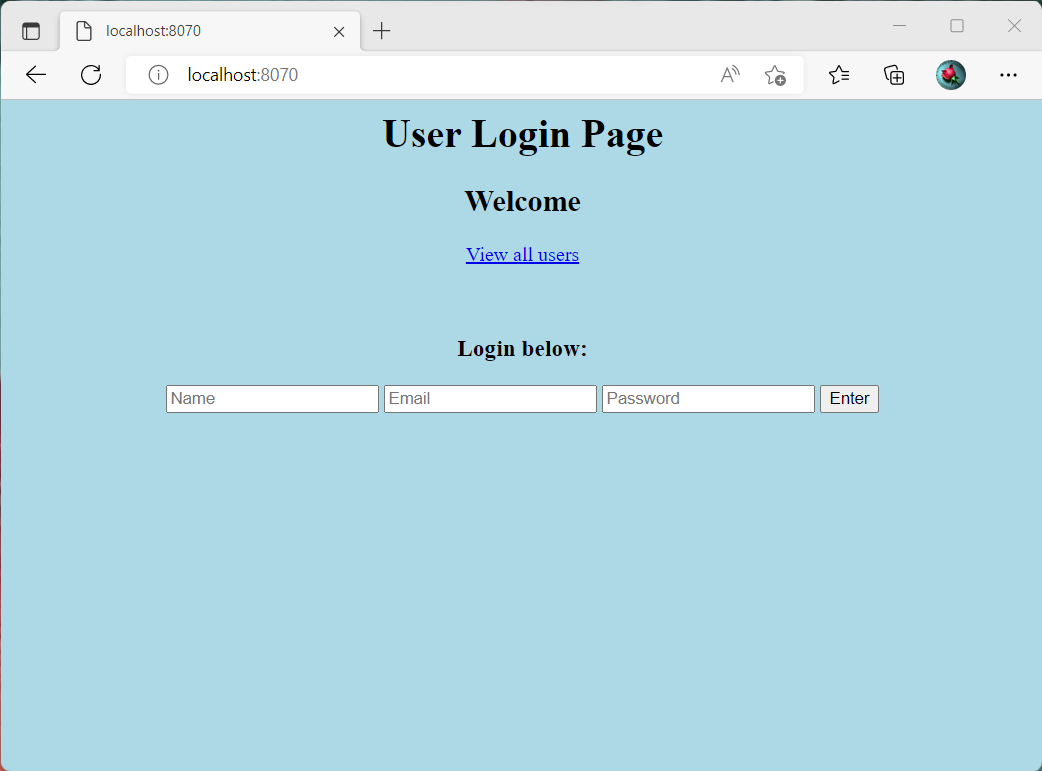 localhost:8070
localhost:8070
User Login Page
Welcome
View all users
Login below:
Name Email Password Enter